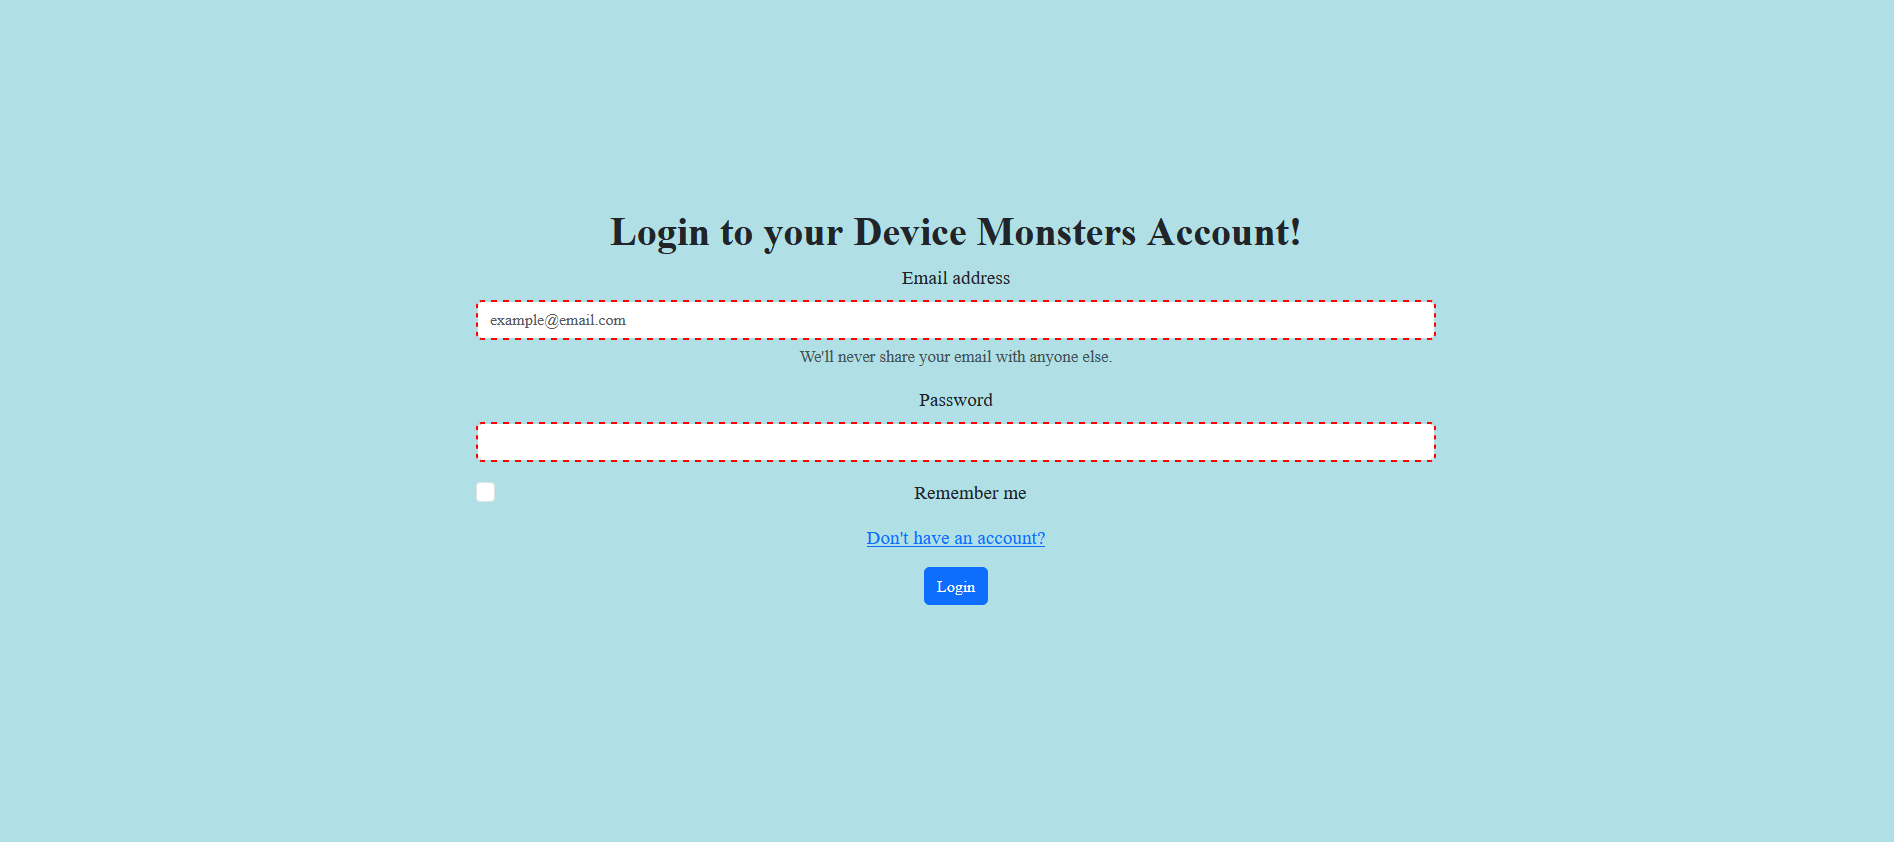 Login to your Device Monsters Account!
Email address
example@email.com
We'll never share your email with anyone else.
Password
Remember me
Don't have an account?
Login